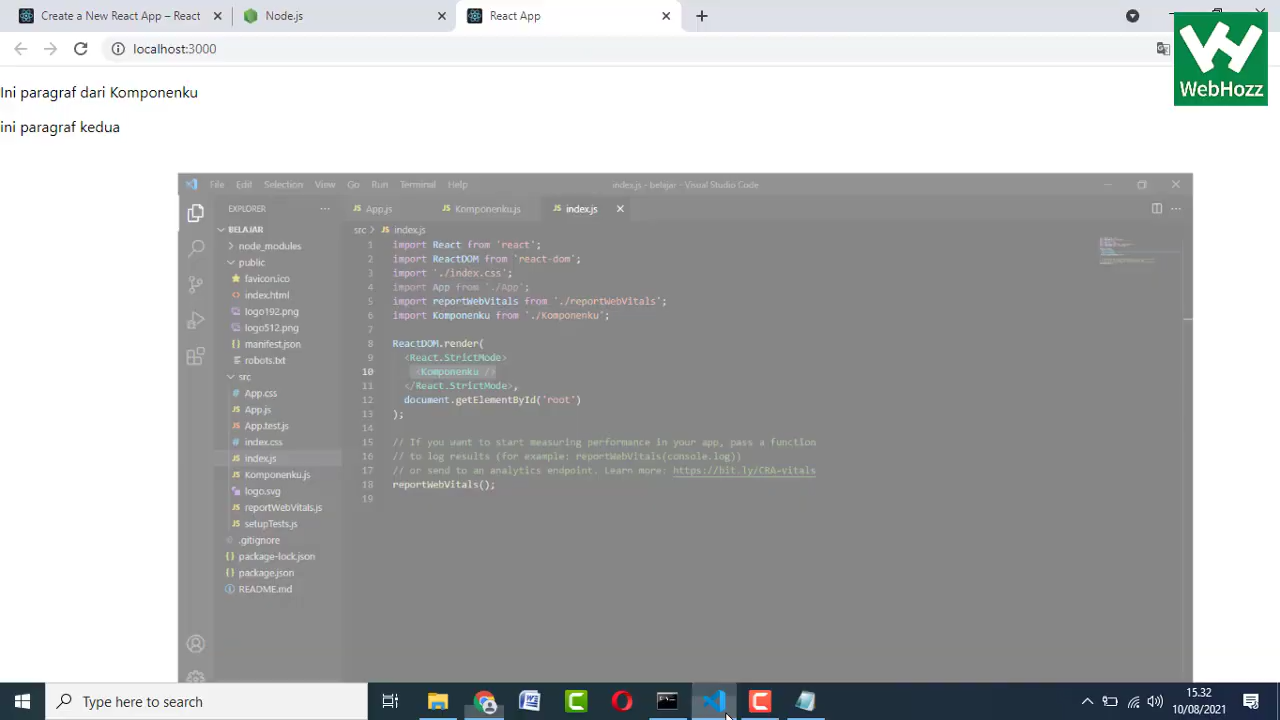 Create a New React App – React
Node.js
React App
localhost:3000
WebHozz
Ini paragraf dari Komponenku
ini paragraf kedua
File Edit Selection View Go Run Terminal Help
index.js - belajar - Visual Studio Code
EXPLORER
BELAJAR
node_modules
public
favicon.ico
index.html
logo192.png
logo512.png
manifest.json
robots.txt
src
App.css
App.js
App.test.js
index.css
index.js
Komponenku.js
logo.svg
reportWebVitals.js
setupTests.js
.gitignore
package-lock.json
package.json
README.md
App.js
Komponenku.js
index.js
src > index.js
1 import React from 'react';
2 import ReactDOM from 'react-dom';
3 import './index.css';
4 import App from './App';
5 import reportWebVitals from './reportWebVitals';
6 import Komponenku from './Komponenku';
7
8 ReactDOM.render(
9 <React.StrictMode>
10 <Komponenku />
11 </React.StrictMode>,
12 document.getElementById('root')
13 );
14
15 // If you want to start measuring performance in your app, pass a function
16 // to log results (for example: reportWebVitals(console.log))
17 // or send to an analytics endpoint. Learn more: https://bit.ly/CRA-vitals
18 reportWebVitals();
19
Type here to search
15.32
10/08/2021